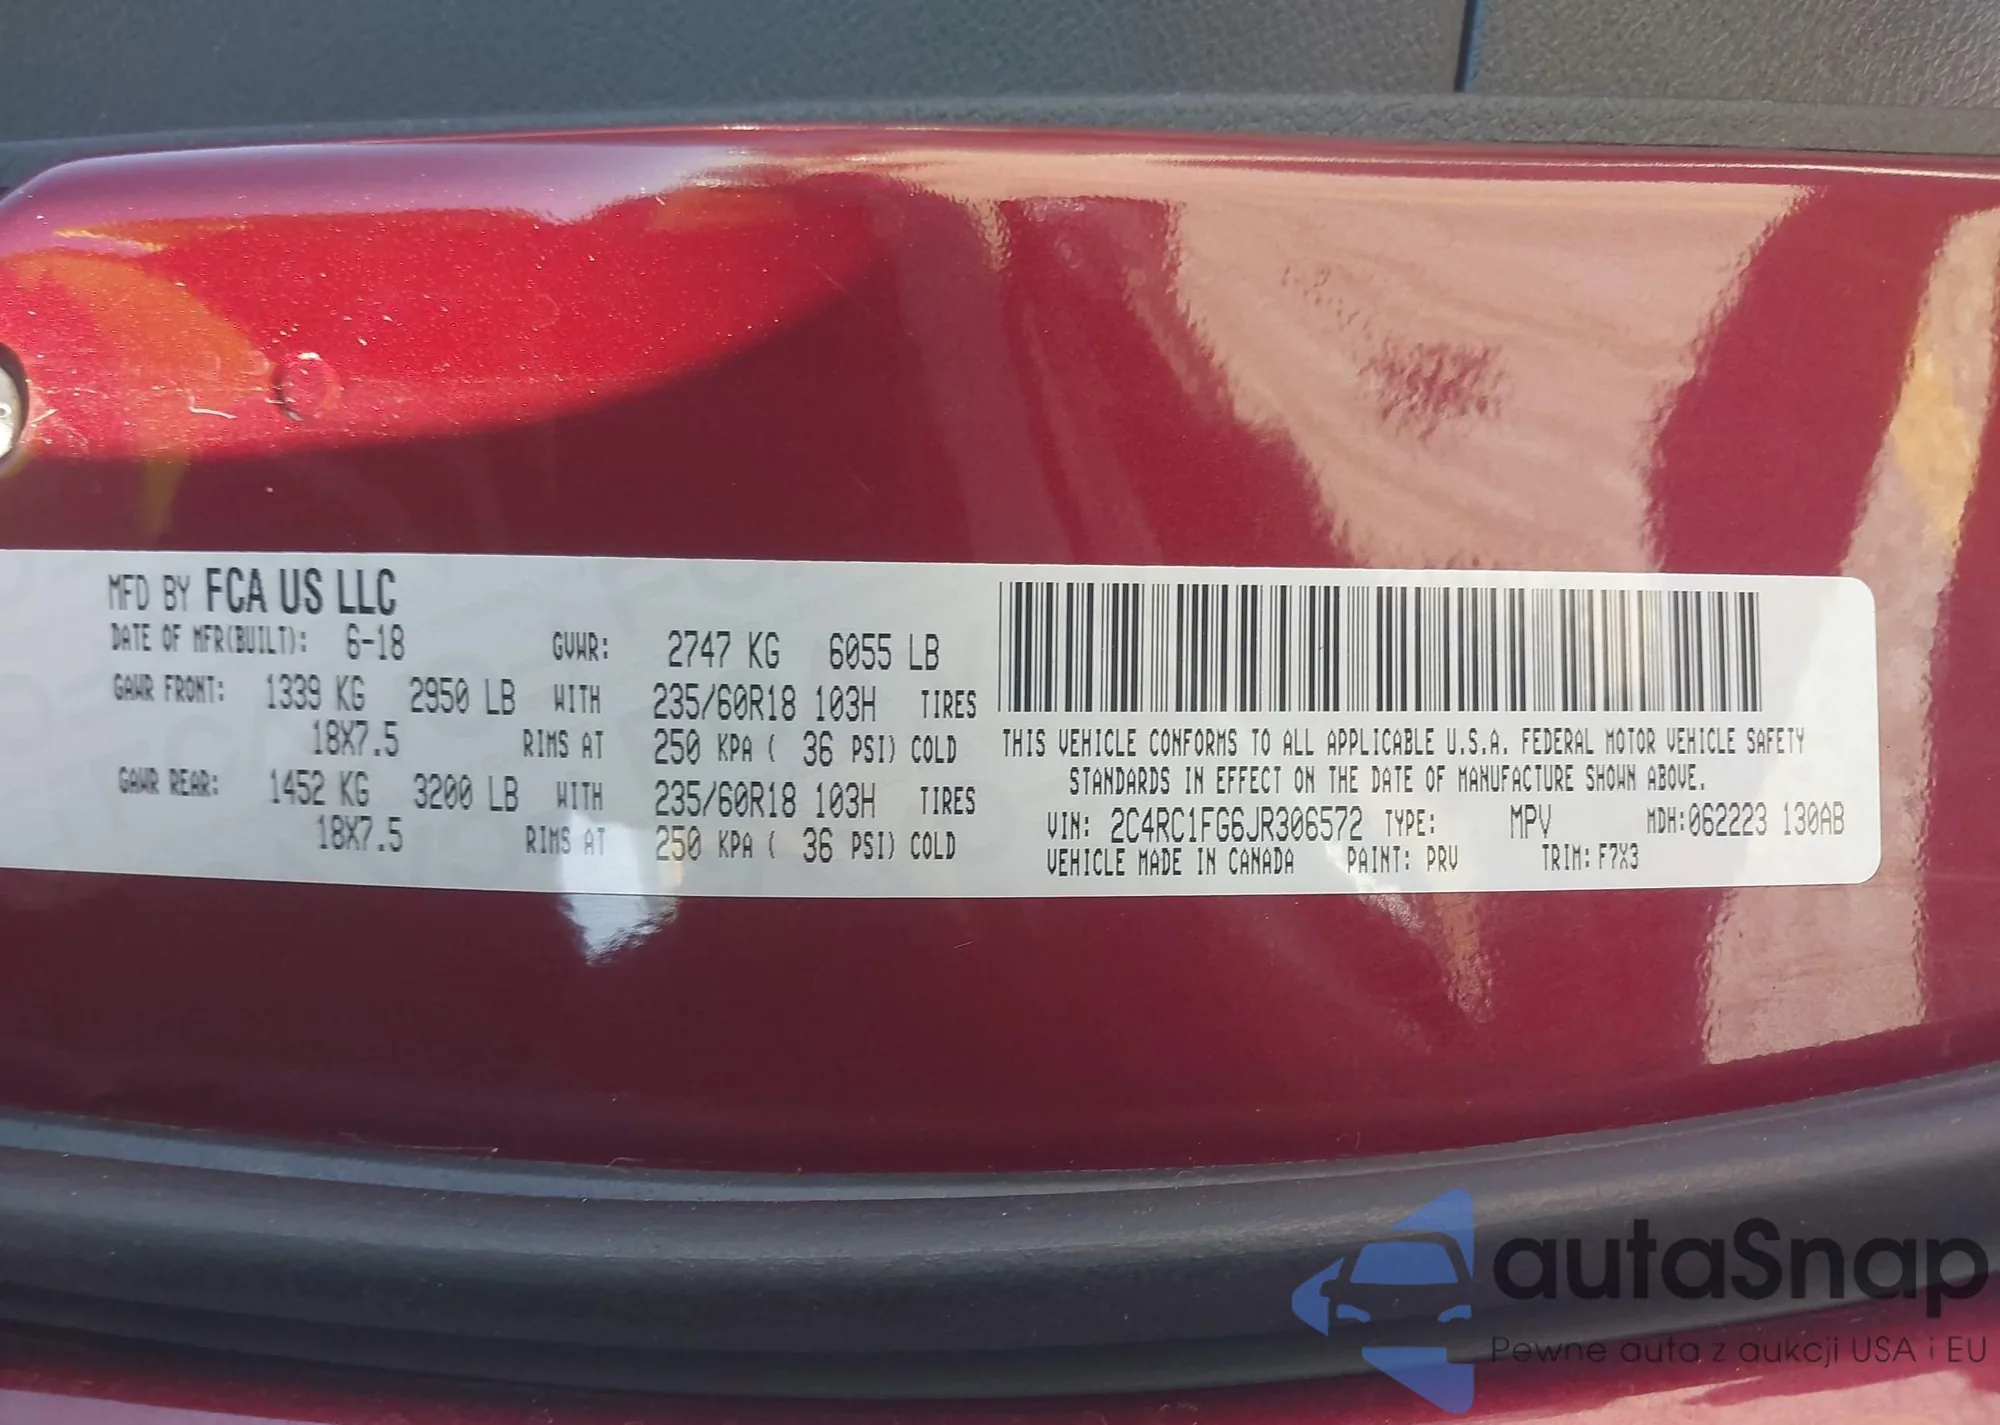 MFD BY FCA US LLC
DATE OF MFR(BUILT): 6-18 GVWR: 2747 KG 6055 LB
GAWR FRONT: 1339 KG 2950 LB WITH 235/60R18 103H TIRES
18X7.5 RIMS AT 250 KPA ( 36 PSI) COLD
GAWR REAR: 1452 KG 3200 LB WITH 235/60R18 103H TIRES
18X7.5 RIMS AT 250 KPA ( 36 PSI) COLD
THIS VEHICLE CONFORMS TO ALL APPLICABLE U.S.A. FEDERAL MOTOR VEHICLE SAFETY
STANDARDS IN EFFECT ON THE DATE OF MANUFACTURE SHOWN ABOVE.
VIN: 2C4RC1FG6JR306572 TYPE: MPV MDH:062223 130AB
VEHICLE MADE IN CANADA PAINT: PRV TRIM: F7X3
autaSnap
Pewne auta z aukcji USA i EU